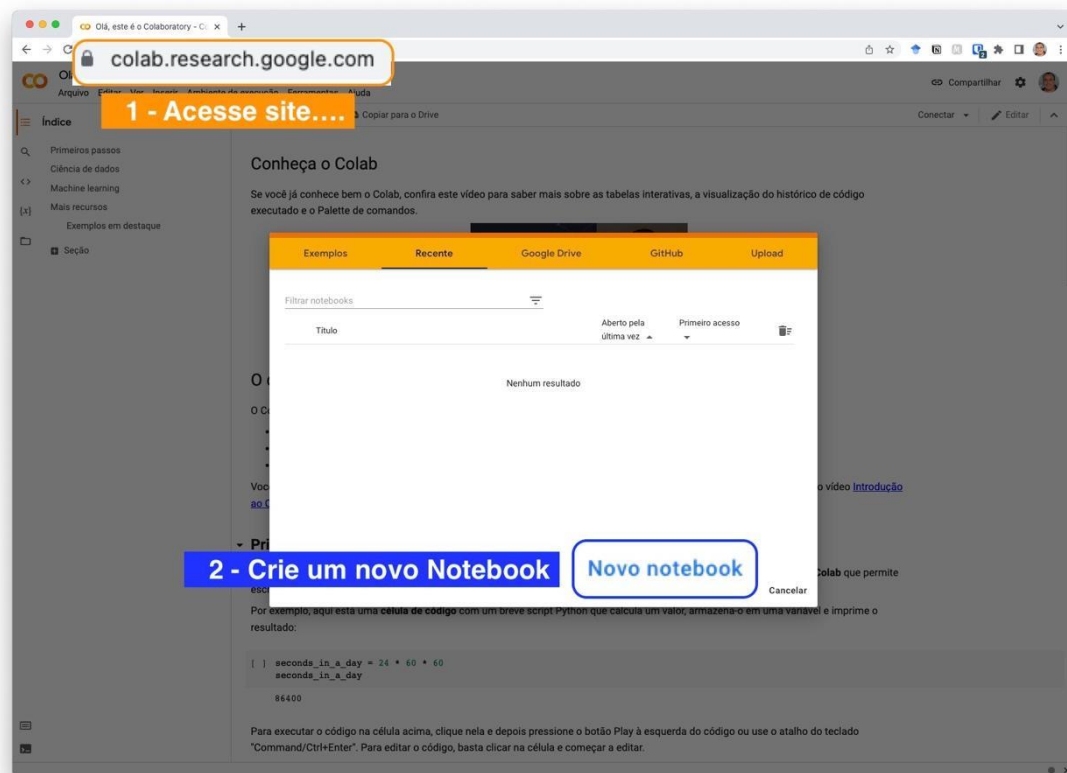 Olá, este é o Colaboratory - C
colab.research.google.com
Arquivo Editar Ver Inserir Ambiente de execução Ferramentas Ajuda
Compartilhar
1 - Acesse site....
Copiar para o Drive
Conectar
Editar
Índice
Primeiros passos
Ciência de dados
Machine learning
Mais recursos
Exemplos em destaque
Seção
Conheça o Colab
Se você já conhece bem o Colab, confira este vídeo para saber mais sobre as tabelas interativas, a visualização do histórico de código
executado e o Palette de comandos.
Exemplos Recente Google Drive GitHub Upload
Filtrar notebooks
Título
Aberto pela
última vez
Primeiro acesso
Nenhum resultado
Voc
o vídeo Introdução
2 - Crie um novo Notebook
Novo notebook
Cancelar
Colab que permite
Por exemplo, aqui está uma célula de código com um breve script Python que calcula um valor, armazena-o em uma variável e imprime o
resultado:
[ ] seconds_in_a_day = 24 * 60 * 60
seconds_in_a_day
86400
Para executar o código na célula acima, clique nela e depois pressione o botão Play à esquerda do código ou use o atalho do teclado
"Command/Ctrl+Enter". Para editar o código, basta clicar na célula e começar a editar.